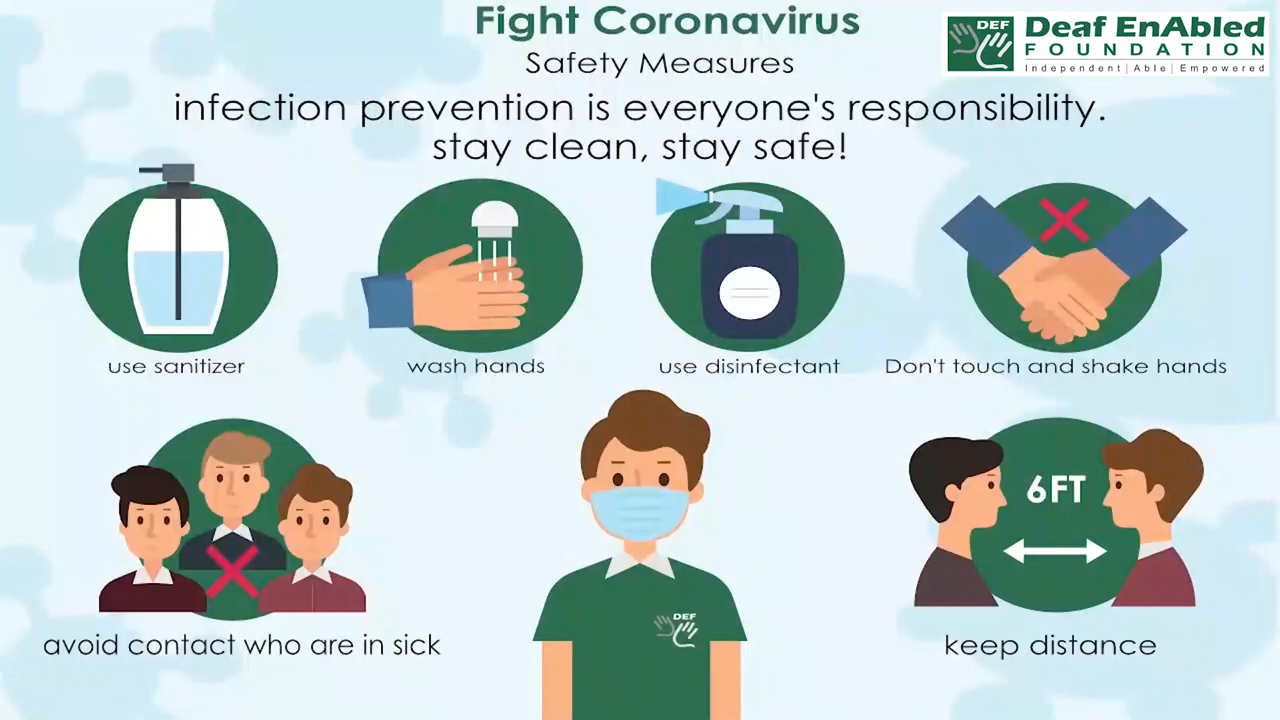 Fight Coronavirus
Safety Measures
DEF
Deaf EnAbled
FOUNDATION
Independent | Able | Empowered
infection prevention is everyone's responsibility.
stay clean, stay safe!
use sanitizer
wash hands
use disinfectant
Don't touch and shake hands
6FT
DEF
avoid contact who are in sick
keep distance